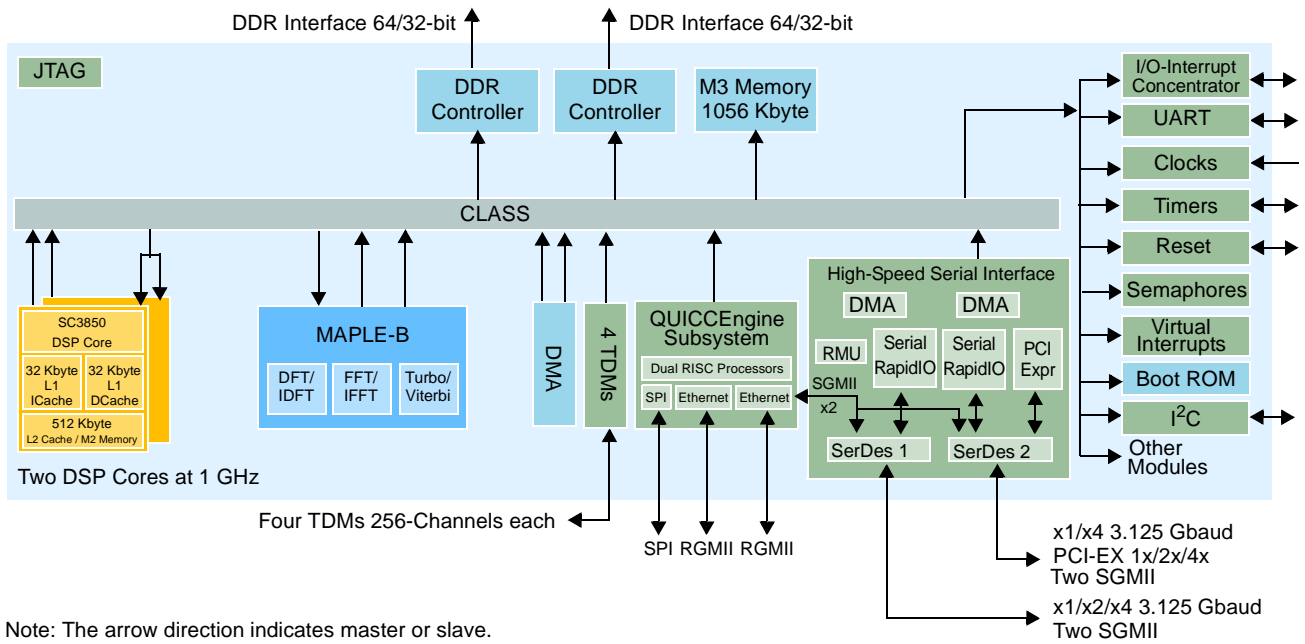 DDR Interface 64/32-bit
DDR Interface 64/32-bit
JTAG
DDR
Controller
DDR
Controller
M3 Memory
1056 Kbyte
I/O-Interrupt
Concentrator
UART
Clocks
Timers
Reset
Semaphores
Virtual
Interrupts
Boot ROM
I²C
Other
Modules
CLASS
SC3850
DSP Core
32 Kbyte
L1
ICache
32 Kbyte
L1
DCache
512 Kbyte
L2 Cache / M2 Memory
Two DSP Cores at 1 GHz
MAPLE-B
DFT/
IDFT
FFT/
IFFT
Turbo/
Viterbi
DMA
4 TDMs
QUICCEngine
Subsystem
Dual RISC Processors
SPI
Ethernet
Ethernet
High-Speed Serial Interface
DMA
DMA
RMU
Serial
RapidIO
Serial
RapidIO
PCI
Expr
SGMII
x2
SerDes 1
SerDes 2
Four TDMs 256-Channels each
SPI
RGMII
RGMII
x1/x4 3.125 Gbaud
PCI-EX 1x/2x/4x
Two SGMII
x1/x2/x4 3.125 Gbaud
Two SGMII
Note: The arrow direction indicates master or slave.